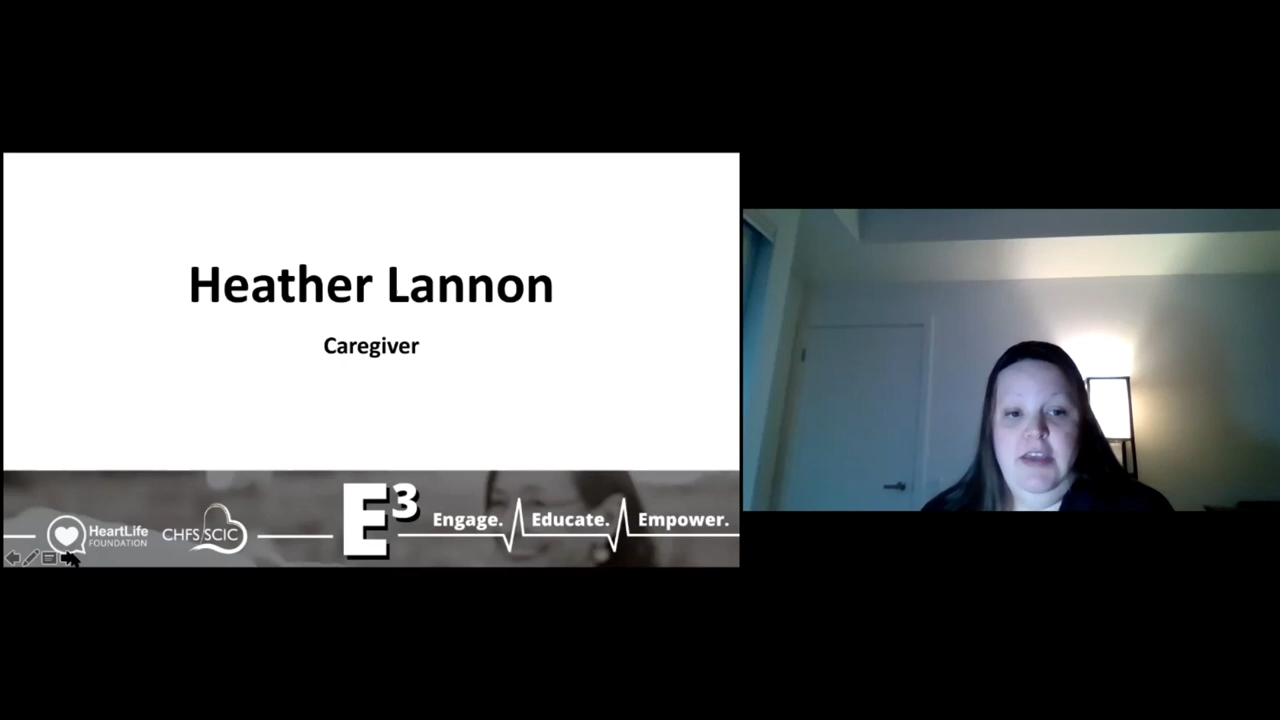 Heather Lannon
Caregiver
HeartLife
FOUNDATION
CHFS SCIC
E3
Engage. Educate. Empower.